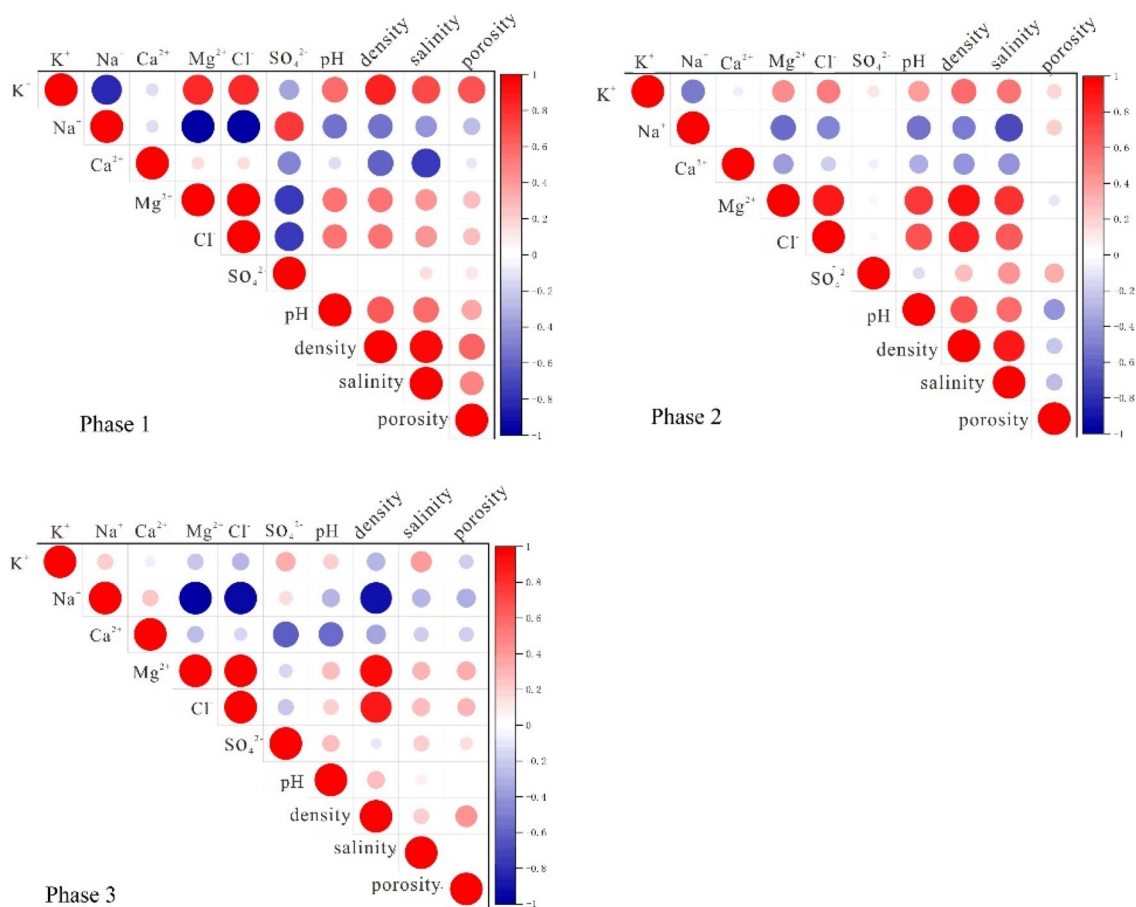 K⁺ Na⁺ Ca²⁺ Mg²⁺ Cl⁻ SO₄²⁻ pH density salinity porosity
K⁺
Na⁺
Ca²⁺
Mg²⁺
Cl⁻
SO₄²⁻
pH
density
salinity
porosity
1
0.8
0.6
0.4
0.2
0
-0.2
-0.4
-0.6
-0.8
-1
Phase 1
K⁺ Na⁺ Ca²⁺ Mg²⁺ Cl⁻ SO₄²⁻ pH density salinity porosity
K⁺
Na⁺
Ca²⁺
Mg²⁺
Cl⁻
SO₄⁻²
pH
density
salinity
porosity
1
0.8
0.6
0.4
0.2
0
-0.2
-0.4
-0.6
-0.8
-1
Phase 2
K⁺ Na⁺ Ca²⁺ Mg²⁺ Cl⁻ SO₄²⁻ pH density salinity porosity
K⁺
Na⁺
Ca²⁺
Mg²⁺
Cl⁻
SO₄²⁻
pH
density
salinity
porosity.
1
0.8
0.6
0.4
0.2
0
-0.2
-0.4
-0.6
-0.8
-1
Phase 3